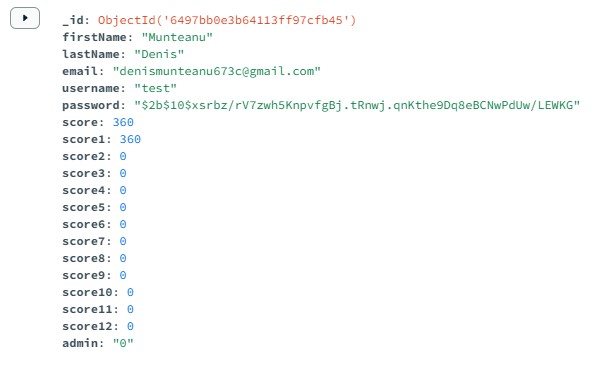 _id: ObjectId('6497bb0e3b64113ff97cfb45')
firstName: "Munteanu"
lastName: "Denis"
email: "denismunteanu673c@gmail.com"
username: "test"
password: "$2b$10$xsrbz/rV7zwh5KnpvfgBj.tRnwj.qnKthe9Dq8eBCNwPdUw/LEWKG"
score: 360
score1: 360
score2: 0
score3: 0
score4: 0
score5: 0
score6: 0
score7: 0
score8: 0
score9: 0
score10: 0
score11: 0
score12: 0
admin: "0"